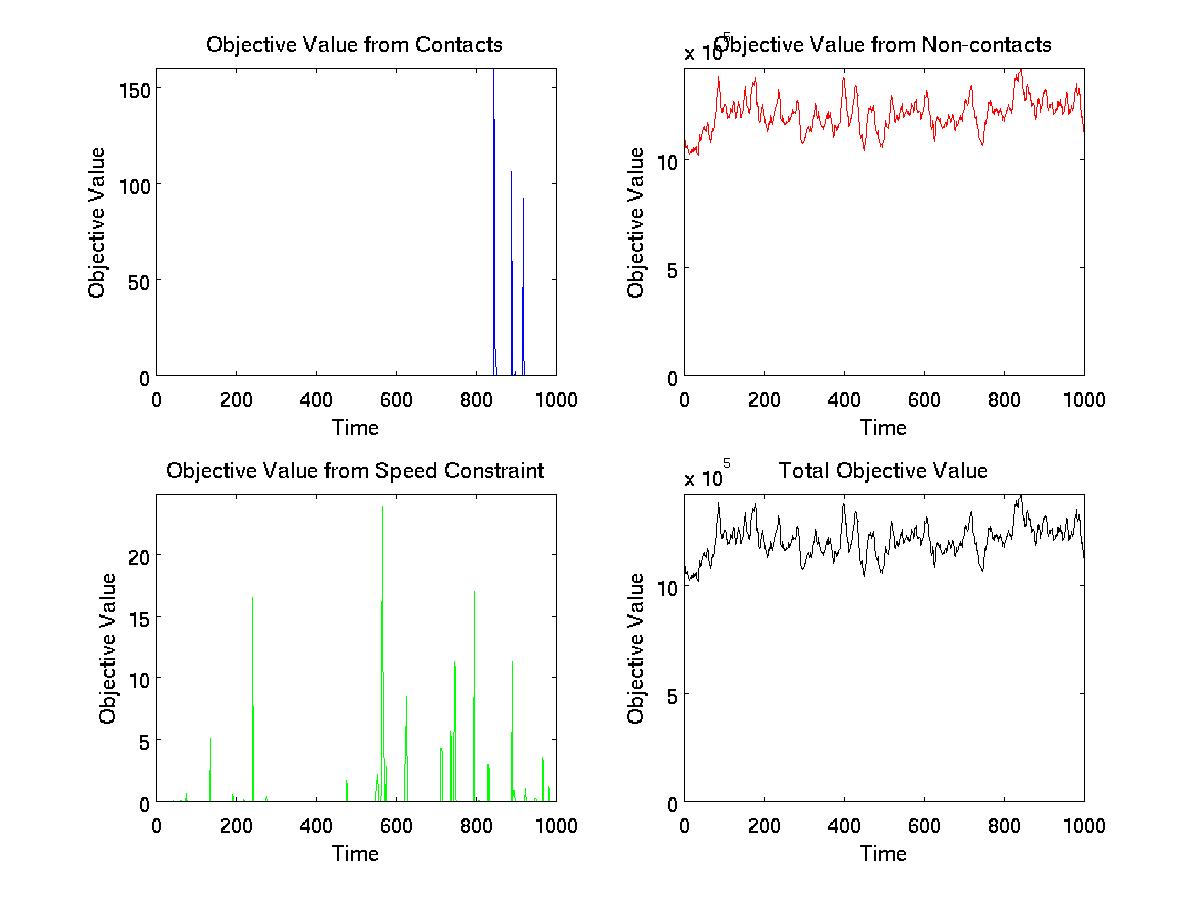 Objective Value from Contacts
150
100
50
0
0 200 400 600 800 1000
Objective Value
Time
Objective Value from Non-contacts
x 10^5
10
5
0
0 200 400 600 800 1000
Objective Value
Time
Objective Value from Speed Constraint
20
15
10
5
0
0 200 400 600 800 1000
Objective Value
Time
Total Objective Value
x 10^5
10
5
0
0 200 400 600 800 1000
Objective Value
Time